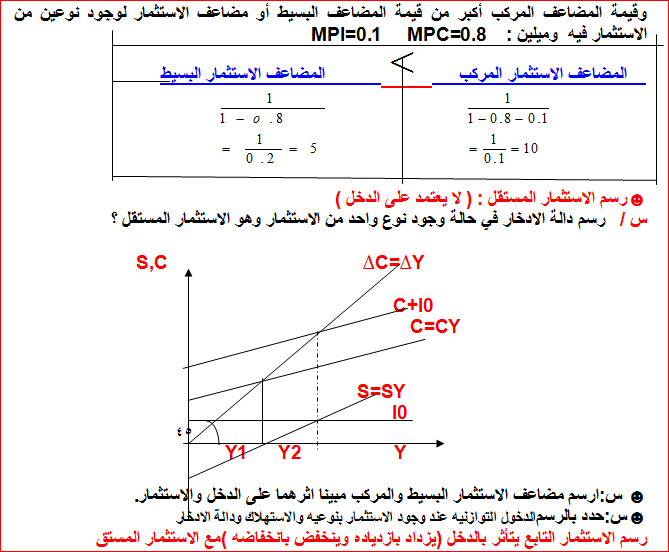 وقيمة المضاعف المركب أكبر من قيمة المضاعف البسيط أو مضاعف الاستثمار لوجود نوعين من
الاستثمار فيه وميلين : MPC=0.8 MPI=0.1
المضاعف الاستثمار المركب > المضاعف الاستثمار البسيط
1 / 1 − 0.8 − 0.1
= 1 / 0.1 = 10
1 / 1 − o . 8
= 1 / 0 . 2 = 5
☻رسم الاستثمار المستقل : ( لا يعتمد على الدخل )
س / رسم دالة الادخار في حالة وجود نوع واحد من الاستثمار وهو الاستثمار المستقل ؟
S,C
∆C=∆Y
C+I0
C=CY
S=SY
I0
٤٥
Y1 Y2 Y
☻ س:ارسم مضاعف الاستثمار البسيط والمركب مبينا اثرهما على الدخل والاستثمار.
☻س:حدد بالرسم الدخول التوازنيه عند وجود الاستثمار بنوعيه والاستهلاك ودالة الادخار
رسم الاستثمار التابع يتأثر بالدخل (يزداد بازدياده وينخفض بانخفاضه )مع الاستثمار المستق